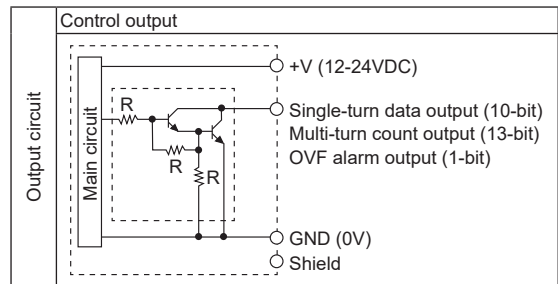 Control output
Output circuit
Main circuit
R
R
R
+V (12-24VDC)
Single-turn data output (10-bit)
Multi-turn count output (13-bit)
OVF alarm output (1-bit)
GND (0V)
Shield